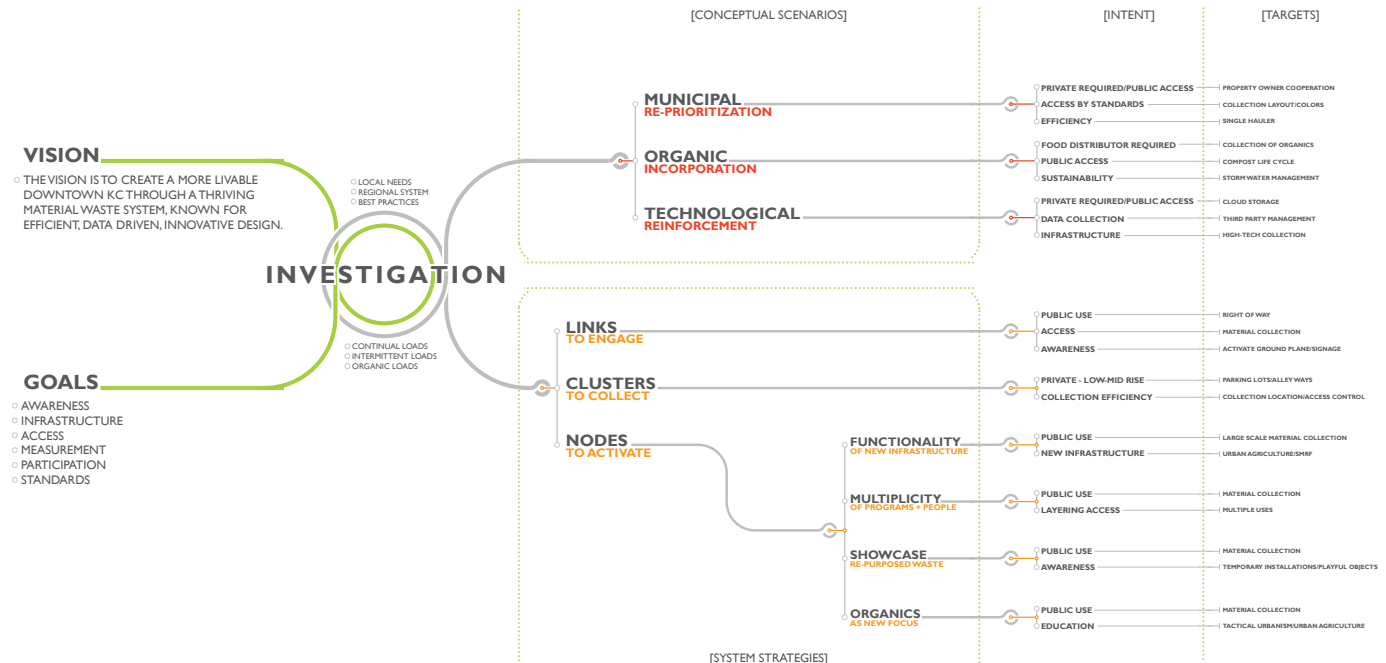 [CONCEPTUAL SCENARIOS]
[INTENT]
[TARGETS]
VISION
THE VISION IS TO CREATE A MORE LIVABLE
DOWNTOWN KC THROUGH A THRIVING
MATERIAL WASTE SYSTEM, KNOWN FOR
EFFICIENT, DATA DRIVEN, INNOVATIVE DESIGN.
LOCAL NEEDS
REGIONAL SYSTEM
BEST PRACTICES
INVESTIGATION
CONTINUAL LOADS
INTERMITTENT LOADS
ORGANIC LOADS
GOALS
AWARENESS
INFRASTRUCTURE
ACCESS
MEASUREMENT
PARTICIPATION
STANDARDS
MUNICIPAL
RE-PRIORITIZATION
PRIVATE REQUIRED/PUBLIC ACCESS
PROPERTY OWNER COOPERATION
ACCESS BY STANDARDS
COLLECTION LAYOUT/COLORS
EFFICIENCY
SINGLE HAULER
ORGANIC
INCORPORATION
FOOD DISTRIBUTOR REQUIRED
COLLECTION OF ORGANICS
PUBLIC ACCESS
COMPOST LIFE CYCLE
SUSTAINABILITY
STORMWATER MANAGEMENT
TECHNOLOGICAL
REINFORCEMENT
PRIVATE REQUIRED/PUBLIC ACCESS
CLOUD STORAGE
DATA COLLECTION
THIRD PARTY MANAGEMENT
INFRASTRUCTURE
HIGH-TECH COLLECTION
LINKS
TO ENGAGE
PUBLIC USE
RIGHT OF WAY
ACCESS
MATERIAL COLLECTION
AWARENESS
ACTIVATE GROUND PLANE/SIGNAGE
CLUSTERS
TO COLLECT
PRIVATE - LOW-MID RISE
PARKING LOTS/ALLEY WAYS
COLLECTION EFFICIENCY
COLLECTION LOCATION/ACCESS CONTROL
NODES
TO ACTIVATE
FUNCTIONALITY
OF NEW INFRASTRUCTURE
PUBLIC USE
LARGE SCALE MATERIAL COLLECTION
NEW INFRASTRUCTURE
URBAN AGRICULTURE/SMRF
MULTIPLICITY
OF PROGRAMS + PEOPLE
PUBLIC USE
MATERIAL COLLECTION
LAYERING ACCESS
MULTIPLE USES
SHOWCASE
RE-PURPOSED WASTE
PUBLIC USE
MATERIAL COLLECTION
AWARENESS
TEMPORARY INSTALLATIONS/PLAYFUL OBJECTS
ORGANICS
AS NEW FOCUS
PUBLIC USE
MATERIAL COLLECTION
EDUCATION
TACTICAL URBANISM/URBAN AGRICULTURE
[SYSTEM STRATEGIES]